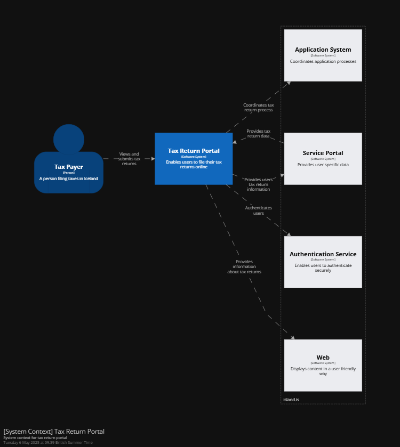 Application System
[Software System]
Coordinates application processes
Coordinates tax
return process
Provides tax
return data
Tax Payer
[Person]
A person filing taxes in Iceland
Views and
submits tax
returns
Tax Return Portal
[Software System]
Enables users to file their tax
returns online
Service Portal
[Software System]
Provides user specific data
Provides users
tax return
information
Authenticates
users
Authentication Service
[Software System]
Enables users to authenticate
securely
Provides
information
about tax returns
Web
[Software System]
Displays content in a user friendly
way
island.is
[System Context] Tax Return Portal
System context for tax return portal